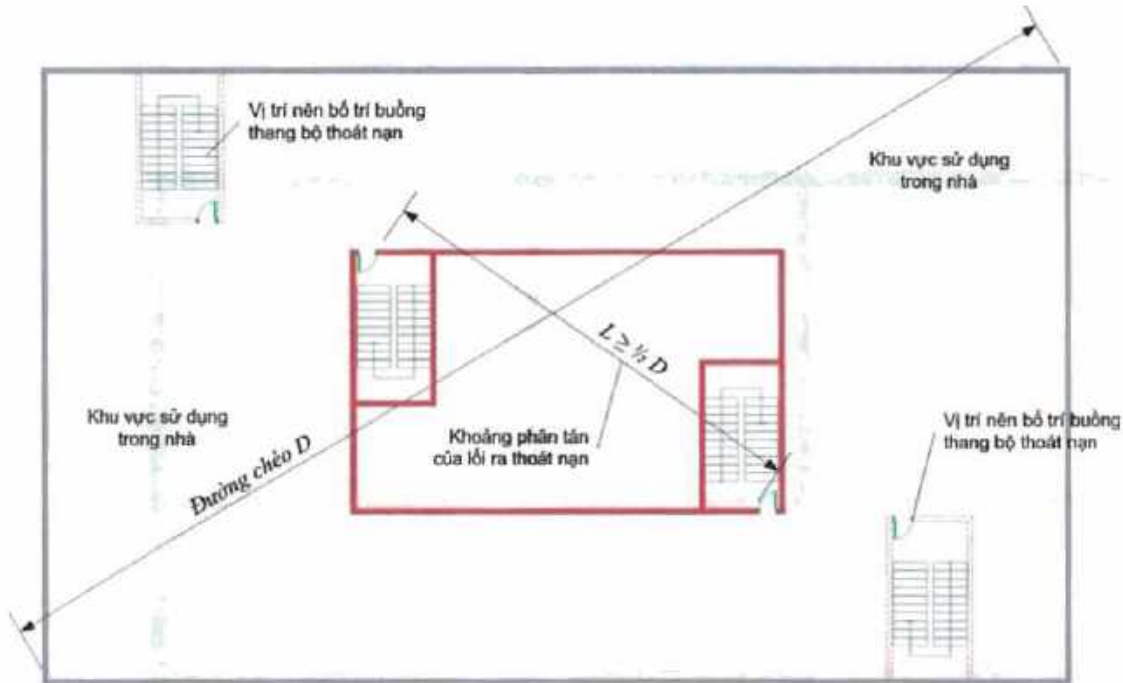 Vị trí nên bố trí buồng
thang bộ thoát nạn
Khu vực sử dụng
trong nhà
L ≥ ½ D
Khu vực sử dụng
trong nhà
Đường chéo D
Khoảng phân tán
của lối ra thoát nạn
Vị trí nên bố trí buồng
thang bộ thoát nạn